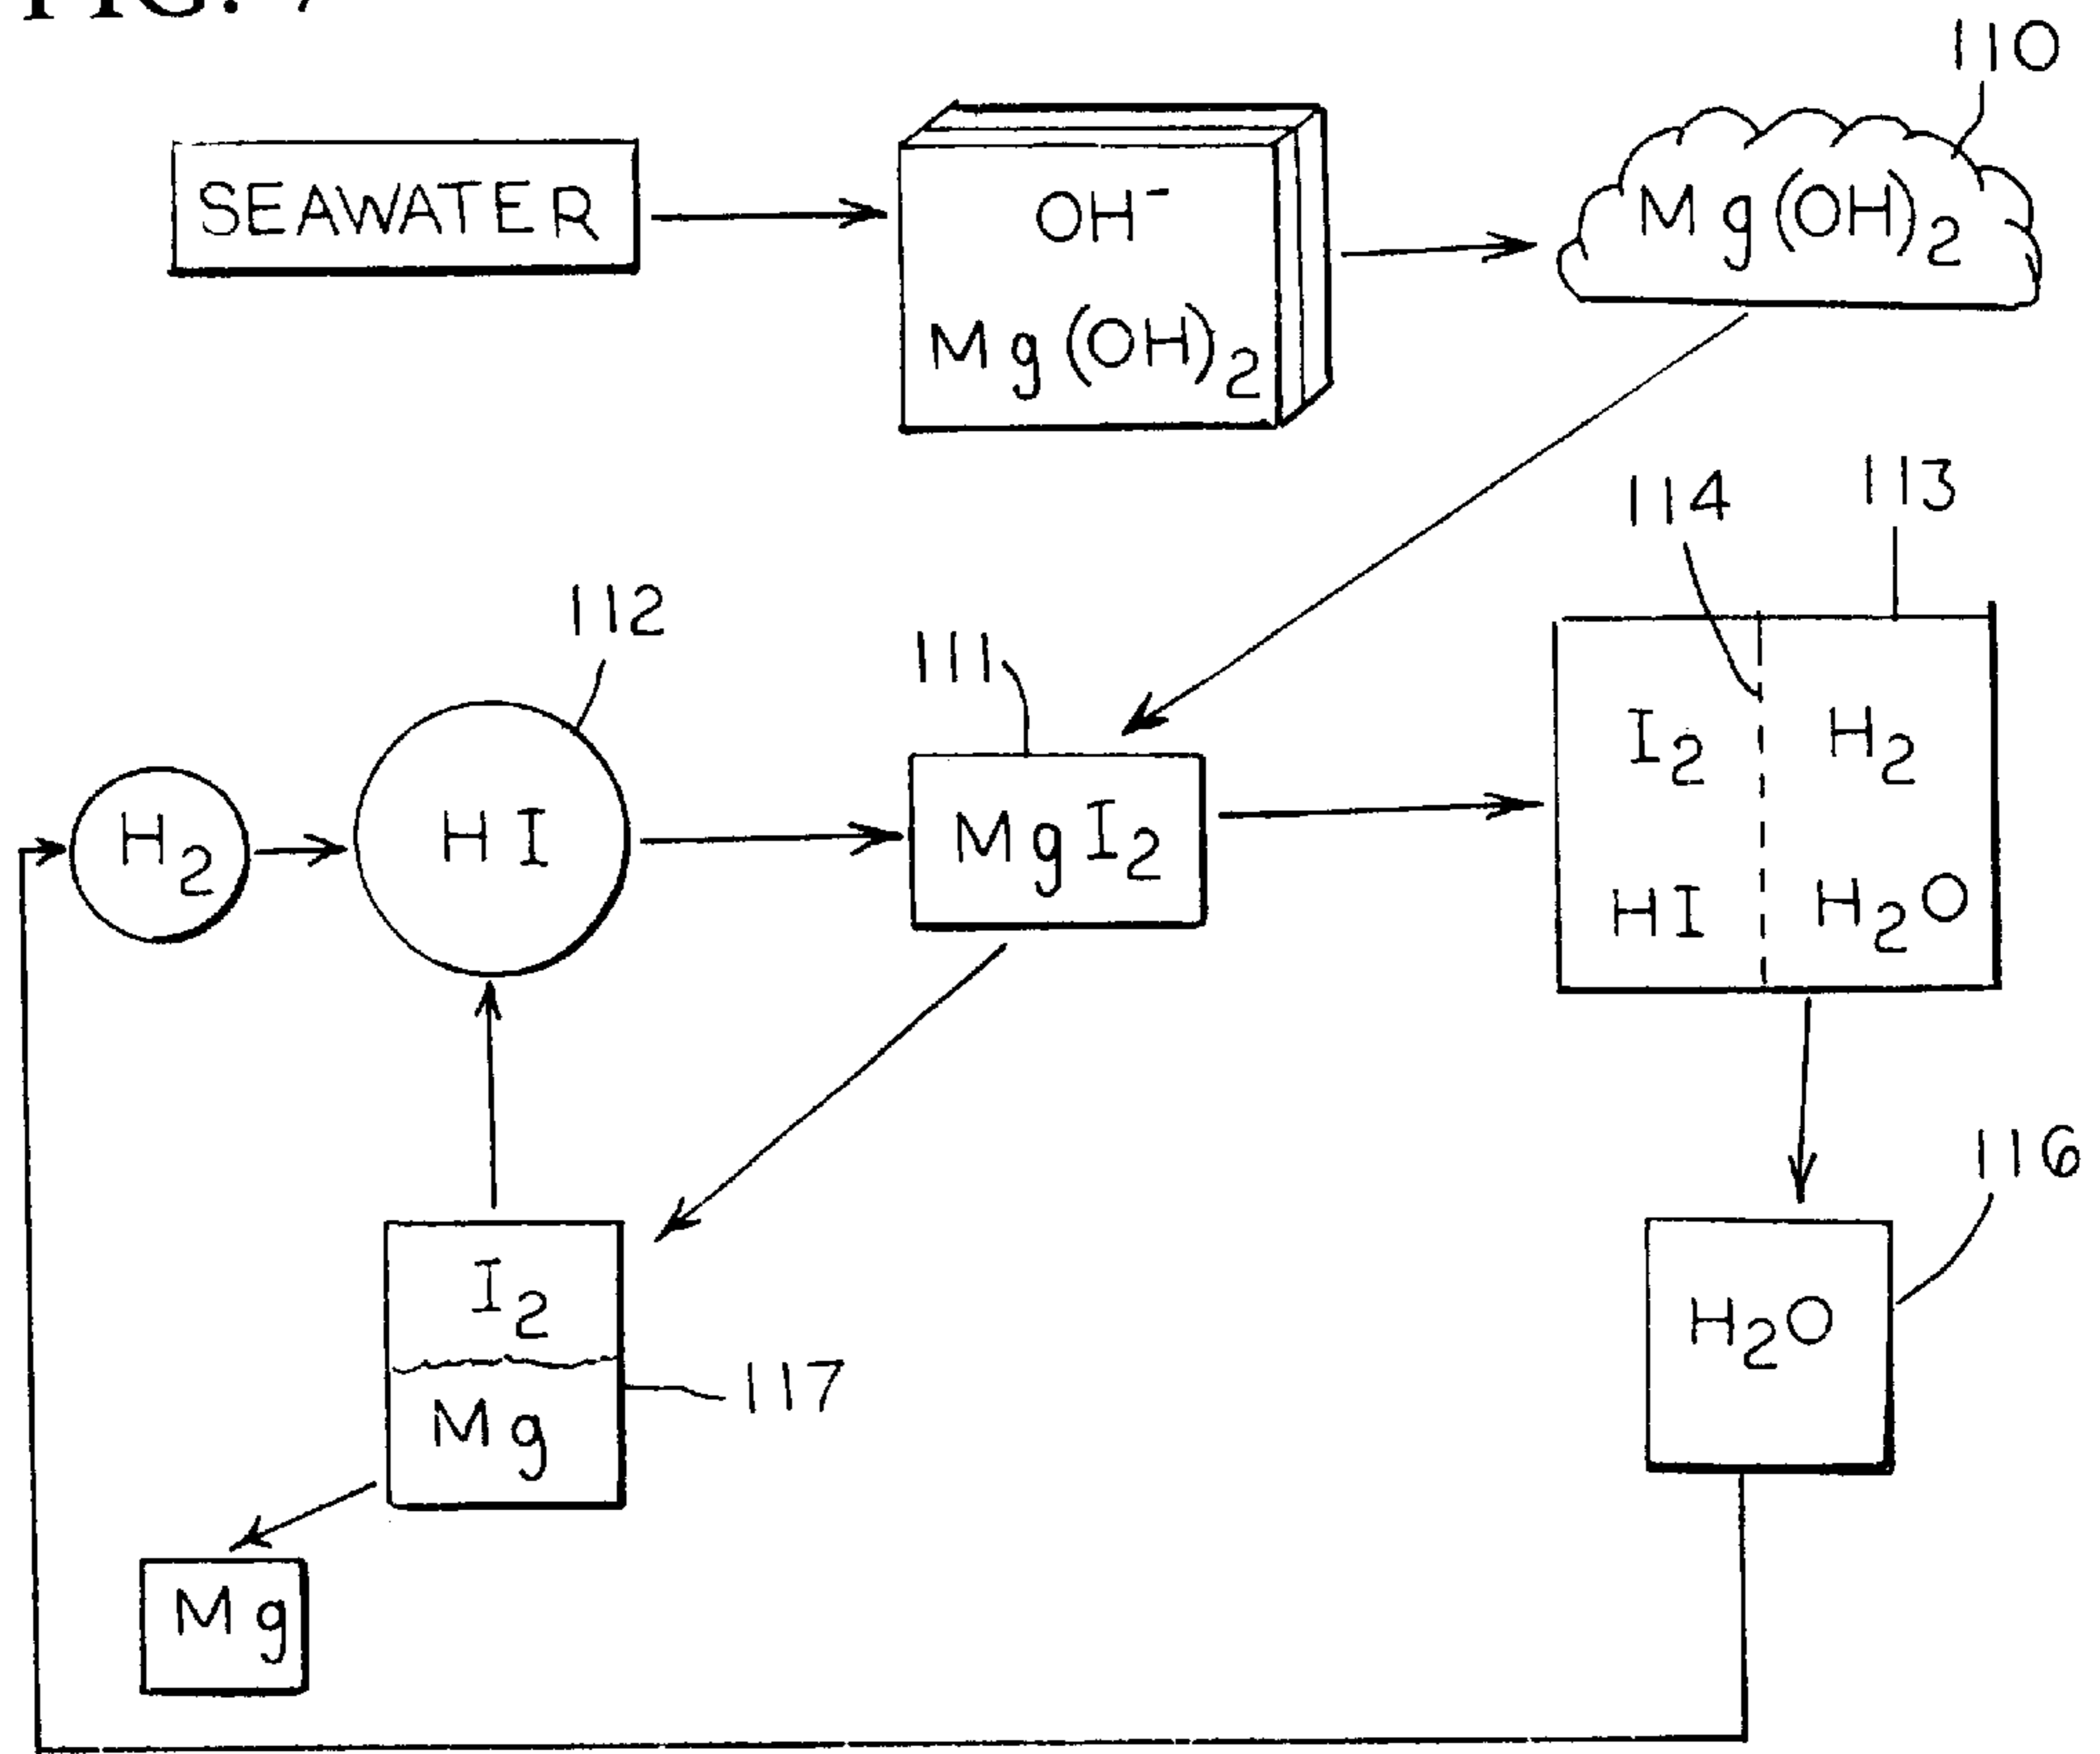 FIG. 7
110
SEAWATER
OH⁻
Mg(OH)₂
Mg(OH)₂
114
113
112
111
I₂
H₂
H₂
HI
MgI₂
HI
H₂O
116
I₂
H₂O
Mg
117
Mg